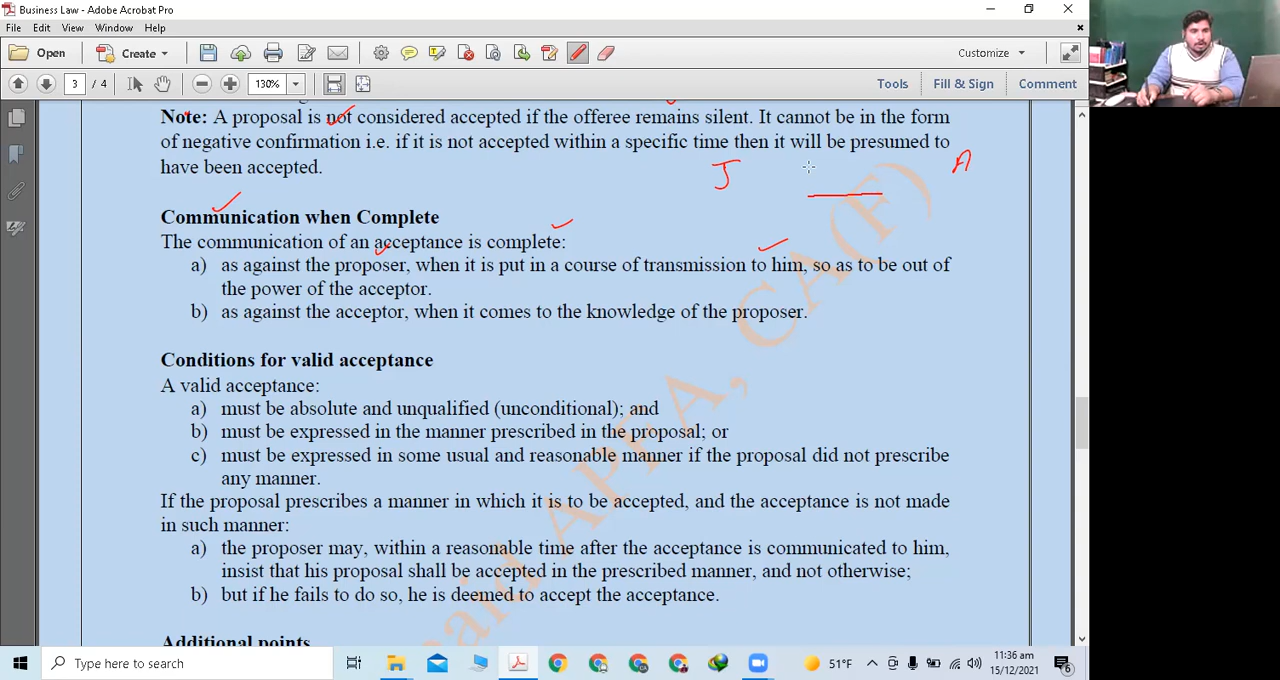 Business Law - Adobe Acrobat Pro
File Edit View Window Help
Open Create Customize
3 / 4 130% Tools Fill & Sign Comment
Note: A proposal is not considered accepted if the offeree remains silent. It cannot be in the form
of negative confirmation i.e. if it is not accepted within a specific time then it will be presumed to
have been accepted.
J A
Communication when Complete
The communication of an acceptance is complete:
a) as against the proposer, when it is put in a course of transmission to him, so as to be out of
the power of the acceptor.
b) as against the acceptor, when it comes to the knowledge of the proposer.
Conditions for valid acceptance
A valid acceptance:
a) must be absolute and unqualified (unconditional); and
b) must be expressed in the manner prescribed in the proposal; or
c) must be expressed in some usual and reasonable manner if the proposal did not prescribe
any manner.
If the proposal prescribes a manner in which it is to be accepted, and the acceptance is not made
in such manner:
a) the proposer may, within a reasonable time after the acceptance is communicated to him,
insist that his proposal shall be accepted in the prescribed manner, and not otherwise;
b) but if he fails to do so, he is deemed to accept the acceptance.
Additional points
aid APFA, CA(F)
Type here to search
51°F
11:36 am
15/12/2021
6